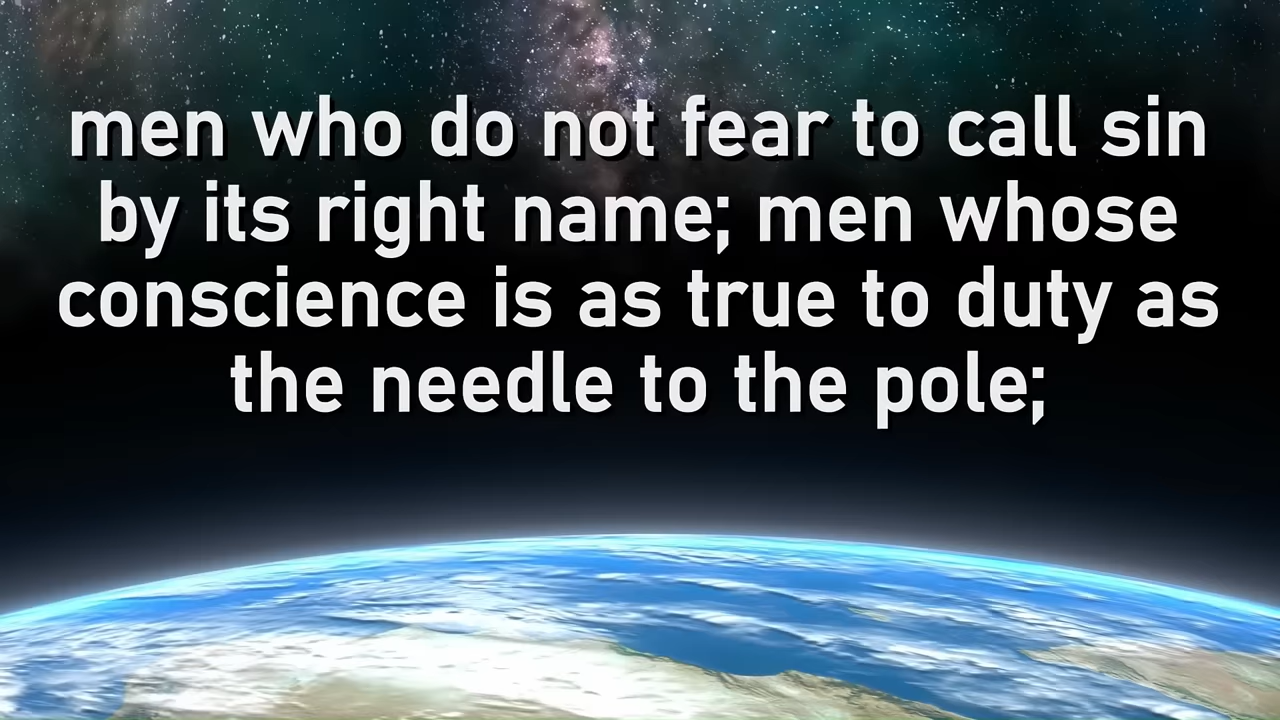 men who do not fear to call sin
by its right name; men whose
conscience is as true to duty as
the needle to the pole;